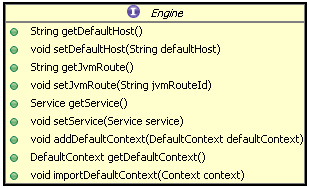 I Engine
String getDefaultHost()
void setDefaultHost(String defaultHost)
String getJvmRoute()
void setJvmRoute(String jvmRouteId)
Service getService()
void setService(Service service)
void addDefaultContext(DefaultContext defaultContext)
DefaultContext getDefaultContext()
void importDefaultContext(Context context)